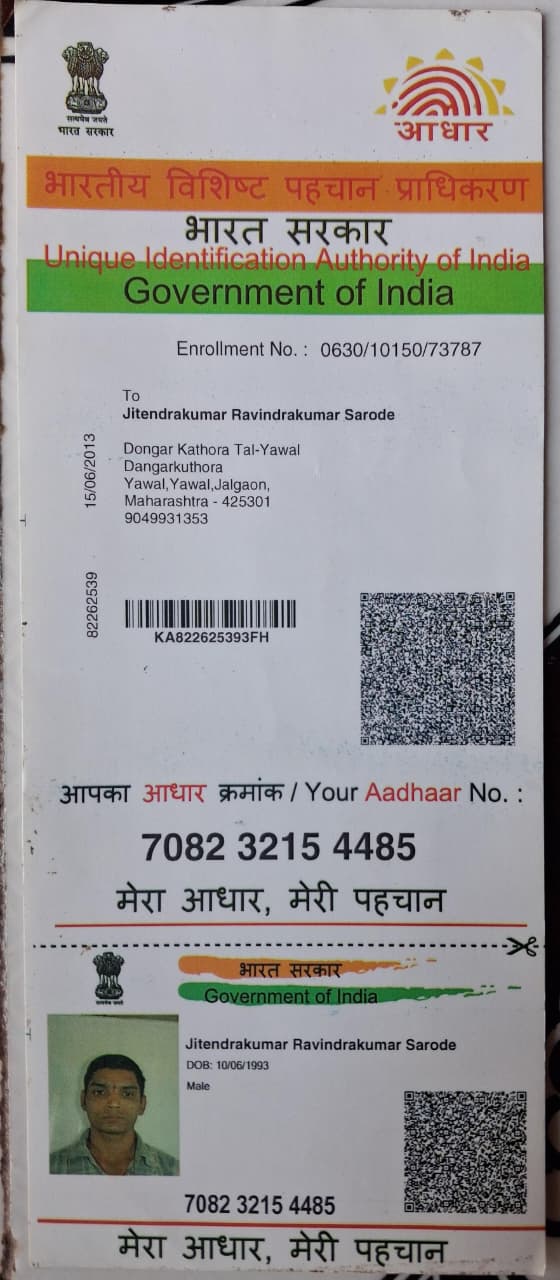 सत्यमेव जयते
भारत सरकार
आधार
भारतीय विशिष्ट पहचान प्राधिकरण
भारत सरकार
Unique Identification Authority of India
Government of India
Enrollment No. : 0630/10150/73787
To
Jitendrakumar Ravindrakumar Sarode
Dongar Kathora Tal-Yawal
Dangarkuthora
Yawal,Yawal,Jalgaon,
Maharashtra - 425301
9049931353
15/06/2013
82262539
KA822625393FH
आपका आधार क्रमांक / Your Aadhaar No. :
7082 3215 4485
मेरा आधार, मेरी पहचान
सत्यमेव जयते
भारत सरकार
Government of India
Jitendrakumar Ravindrakumar Sarode
DOB: 10/06/1993
Male
7082 3215 4485
मेरा आधार, मेरी पहचान